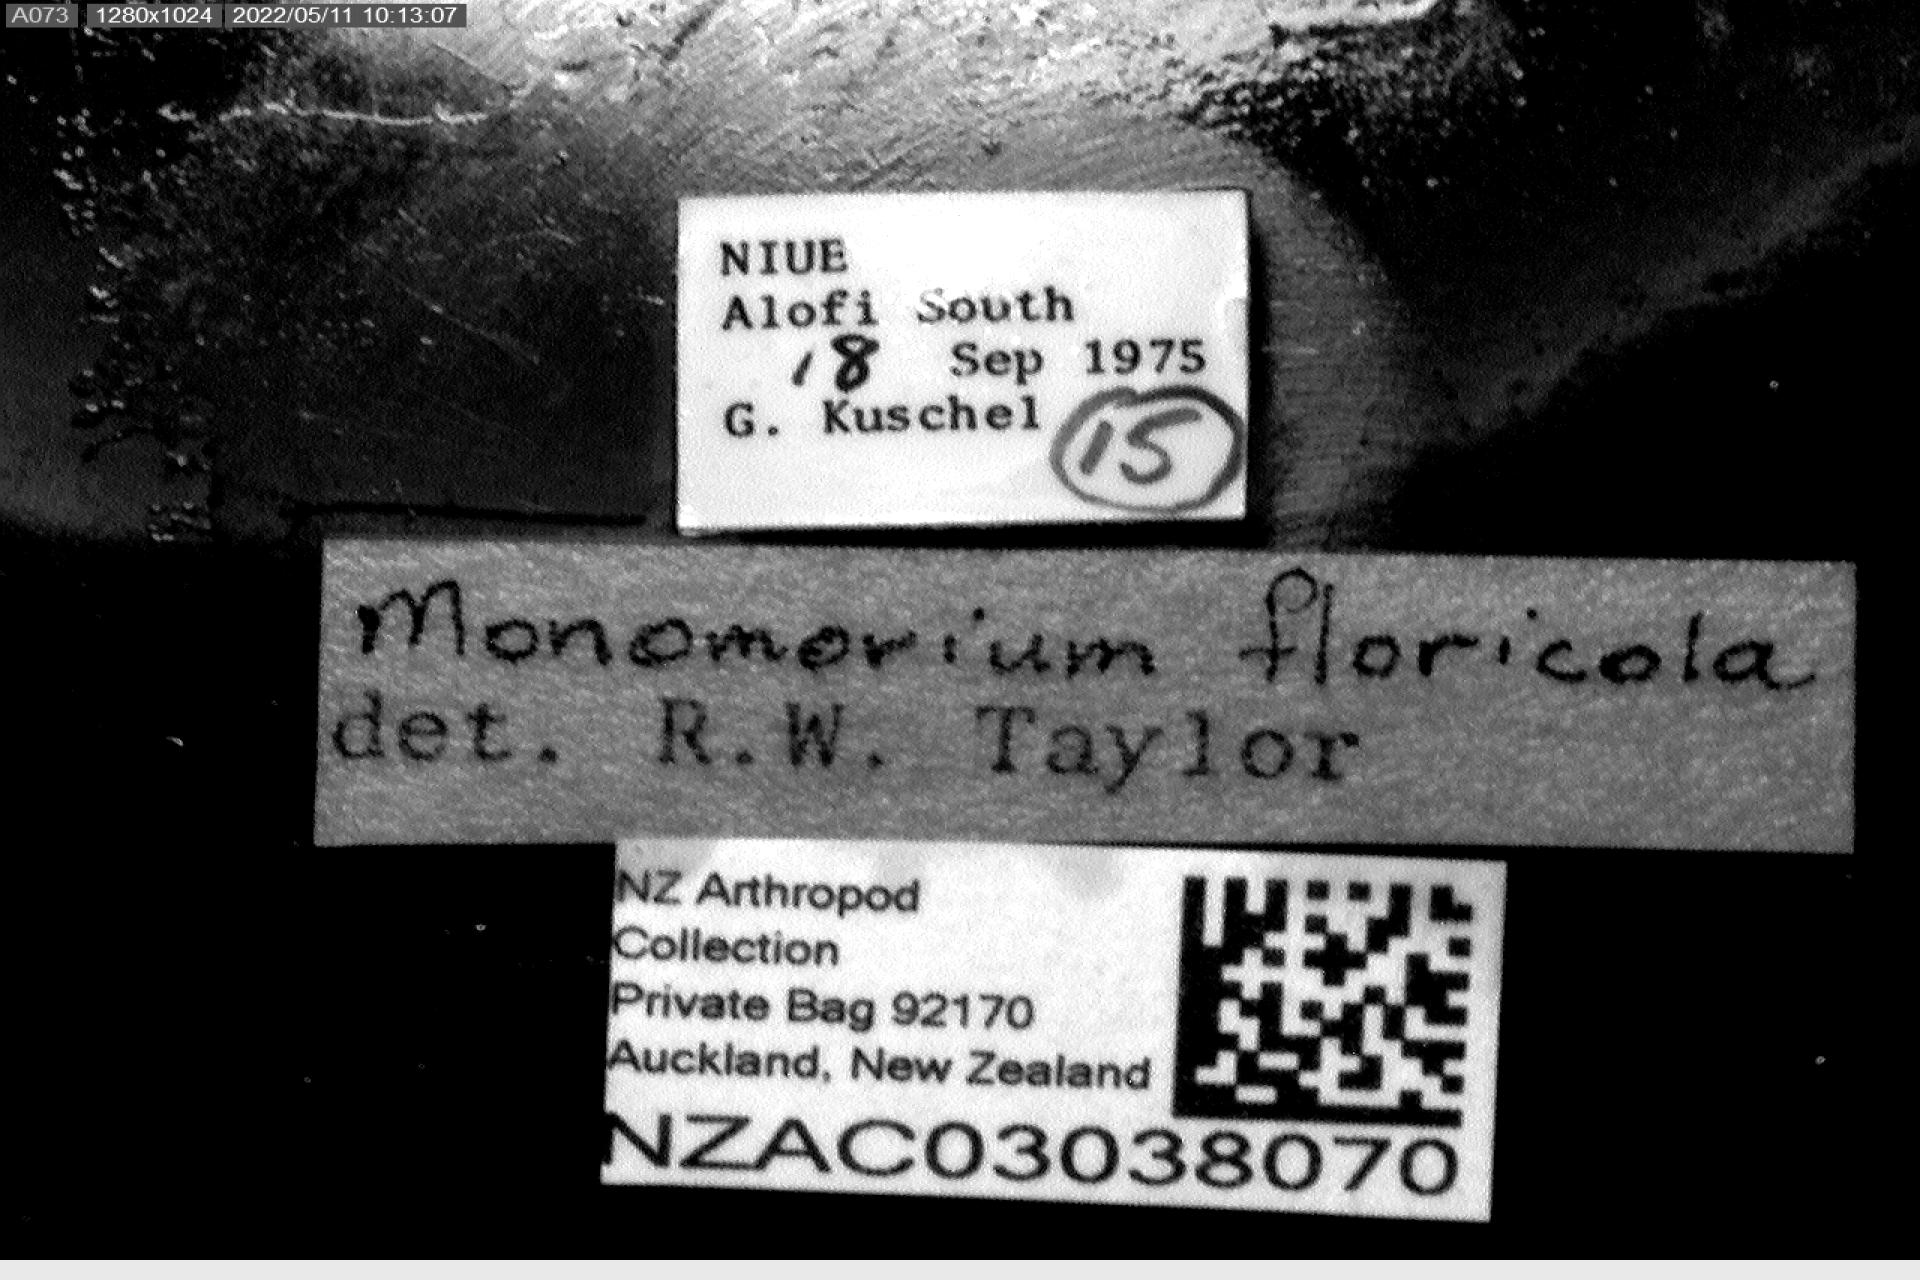 A073 1280x1024 2022/05/11 10:13:07
NIUE
Alofi South
18 Sep 1975
G. Kuschel 15
Monomorium floricola
det. R.W. Taylor
NZ Arthropod
Collection
Private Bag 92170
Auckland, New Zealand
NZAC03038070